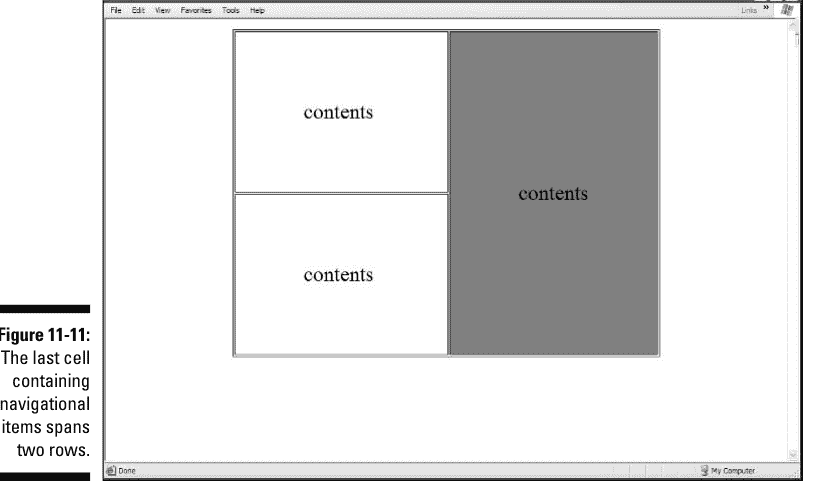 File Edit View Favorites Tools Help Links »
contents
contents
contents
Figure 11-11:
The last cell
containing
navigational
items spans
two rows.
Done My Computer